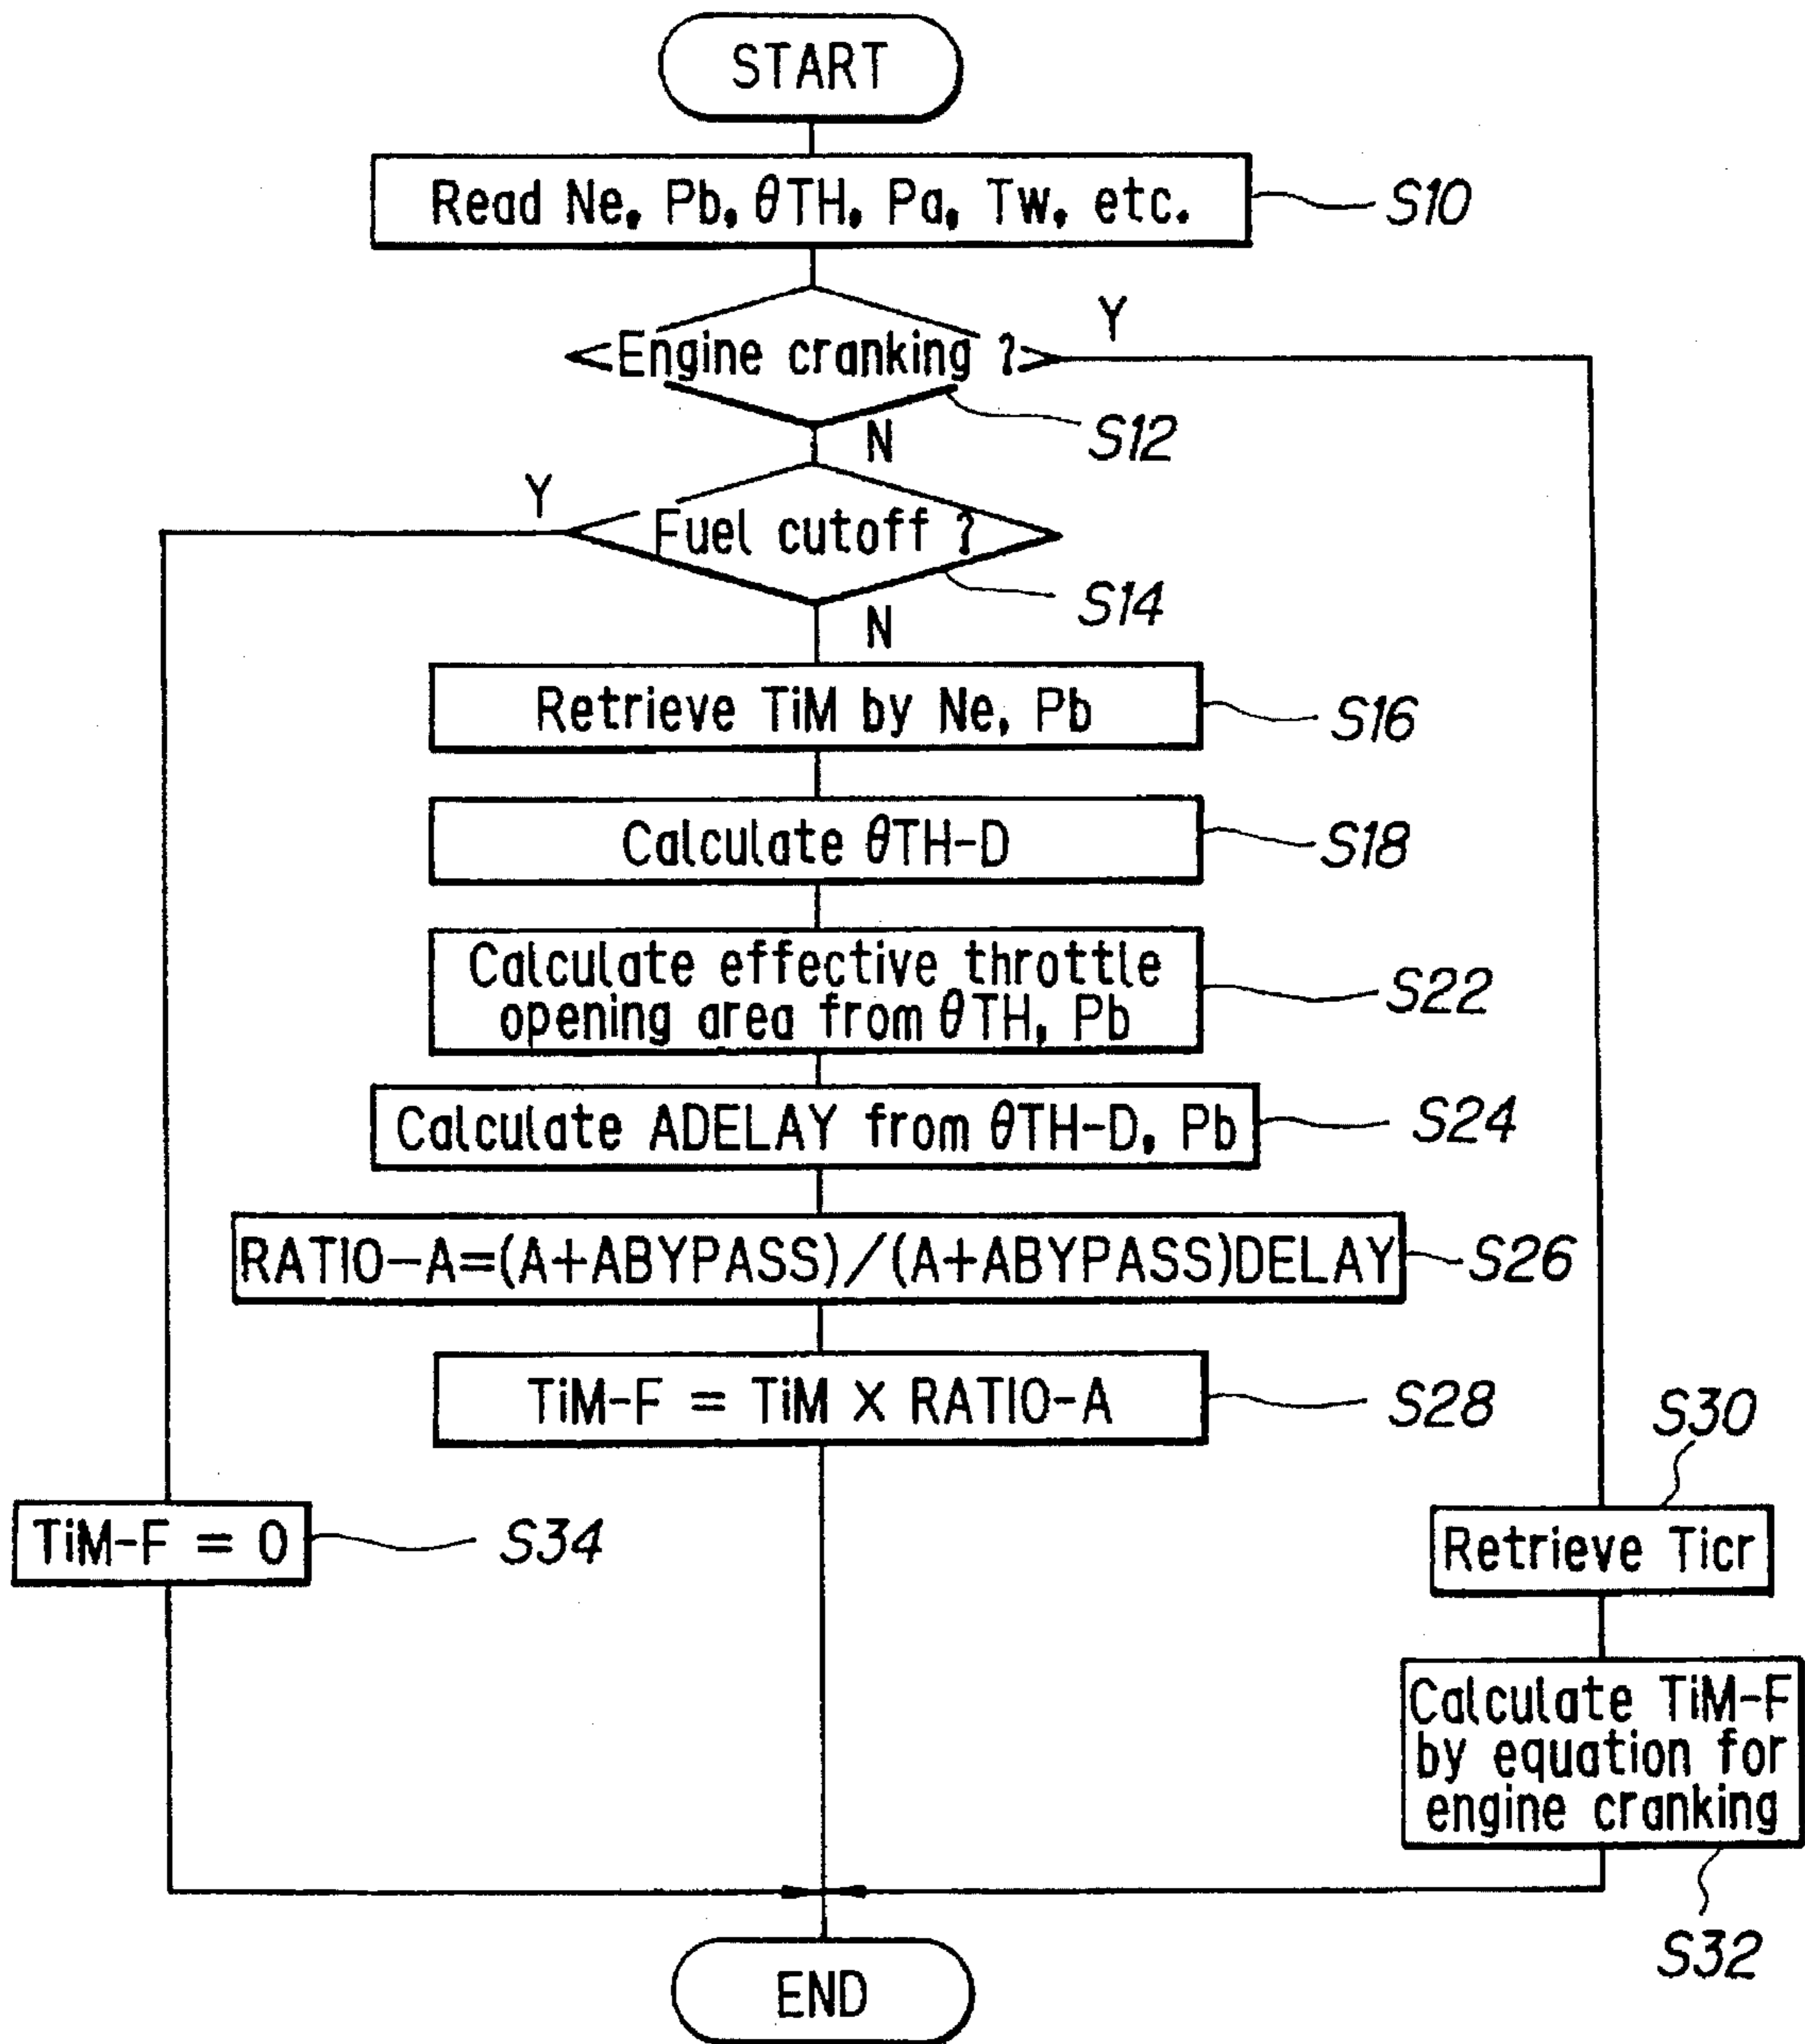 START
Read Ne, Pb, θTH, Pa, Tw, etc.
S10
Y
Engine cranking ?
S12
N
Y
Fuel cutoff ?
S14
N
Retrieve TiM by Ne, Pb
S16
Calculate θTH-D
S18
Calculate effective throttle
opening area from θTH, Pb
S22
Calculate ADELAY from θTH-D, Pb
S24
RATIO-A=(A+ABYPASS)/(A+ABYPASS)DELAY
S26
TiM-F = TiM X RATIO-A
S28
S30
TiM-F = 0
S34
Retrieve Ticr
Calculate TiM-F
by equation for
engine cranking
S32
END